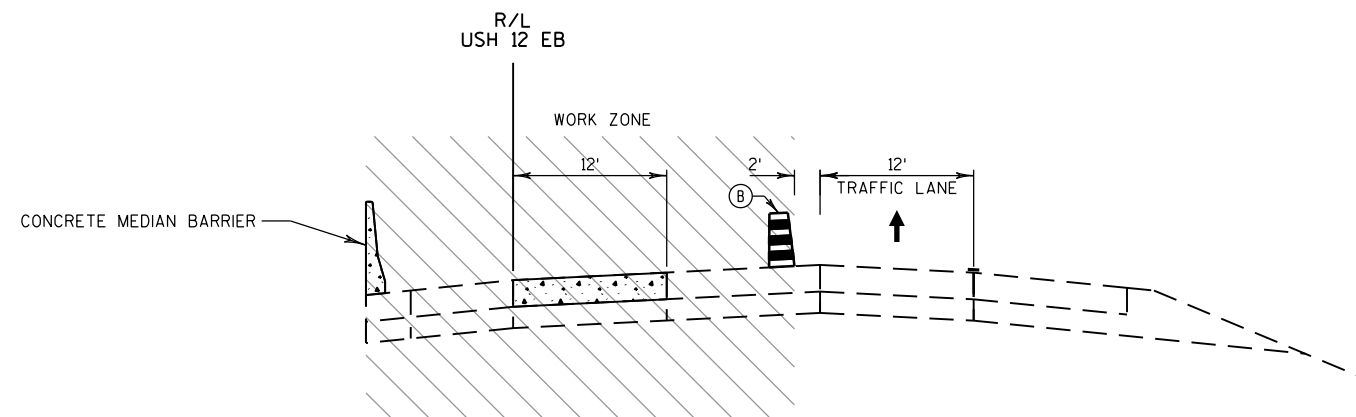 R/L
USH 12 EB
WORK ZONE
12'
2'
12'
TRAFFIC LANE
B
CONCRETE MEDIAN BARRIER